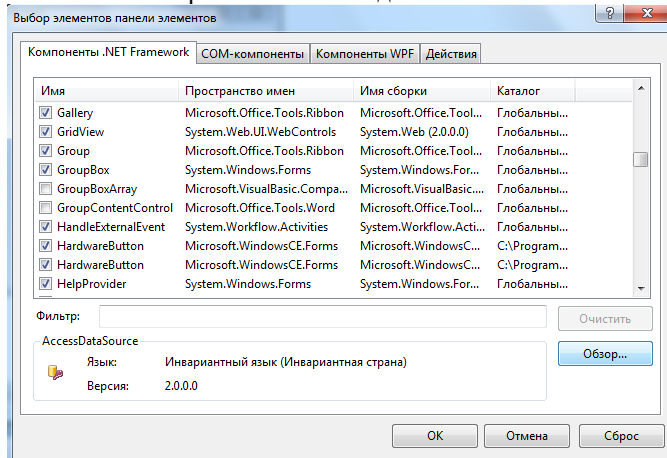 Выбор элементов панели элементов
Компоненты .NET Framework COM-компоненты Компоненты WPF Действия
Имя Пространство имен Имя сборки Каталог
Gallery Microsoft.Office.Tools.Ribbon Microsoft.Office.Tool... Глобальны...
GridView System.Web.UI.WebControls System.Web (2.0.0.0) Глобальны...
Group Microsoft.Office.Tools.Ribbon Microsoft.Office.Tool... Глобальны...
GroupBox System.Windows.Forms System.Windows.For... Глобальны...
GroupBoxArray Microsoft.VisualBasic.Compa... Microsoft.VisualBasic.... Глобальны...
GroupContentControl Microsoft.Office.Tools.Word Microsoft.Office.Tool... Глобальны...
HandleExternalEvent System.Workflow.Activities System.Workflow.Acti... Глобальны...
HardwareButton Microsoft.WindowsCE.Forms Microsoft.WindowsC... C:\Program...
HardwareButton Microsoft.WindowsCE.Forms Microsoft.WindowsC... C:\Program...
HelpProvider System.Windows.Forms System.Windows.For... Глобальны...
Фильтр: Очистить
AccessDataSource
Обзор...
Язык: Инвариантный язык (Инвариантная страна)
Версия: 2.0.0.0
OK Отмена Сброс